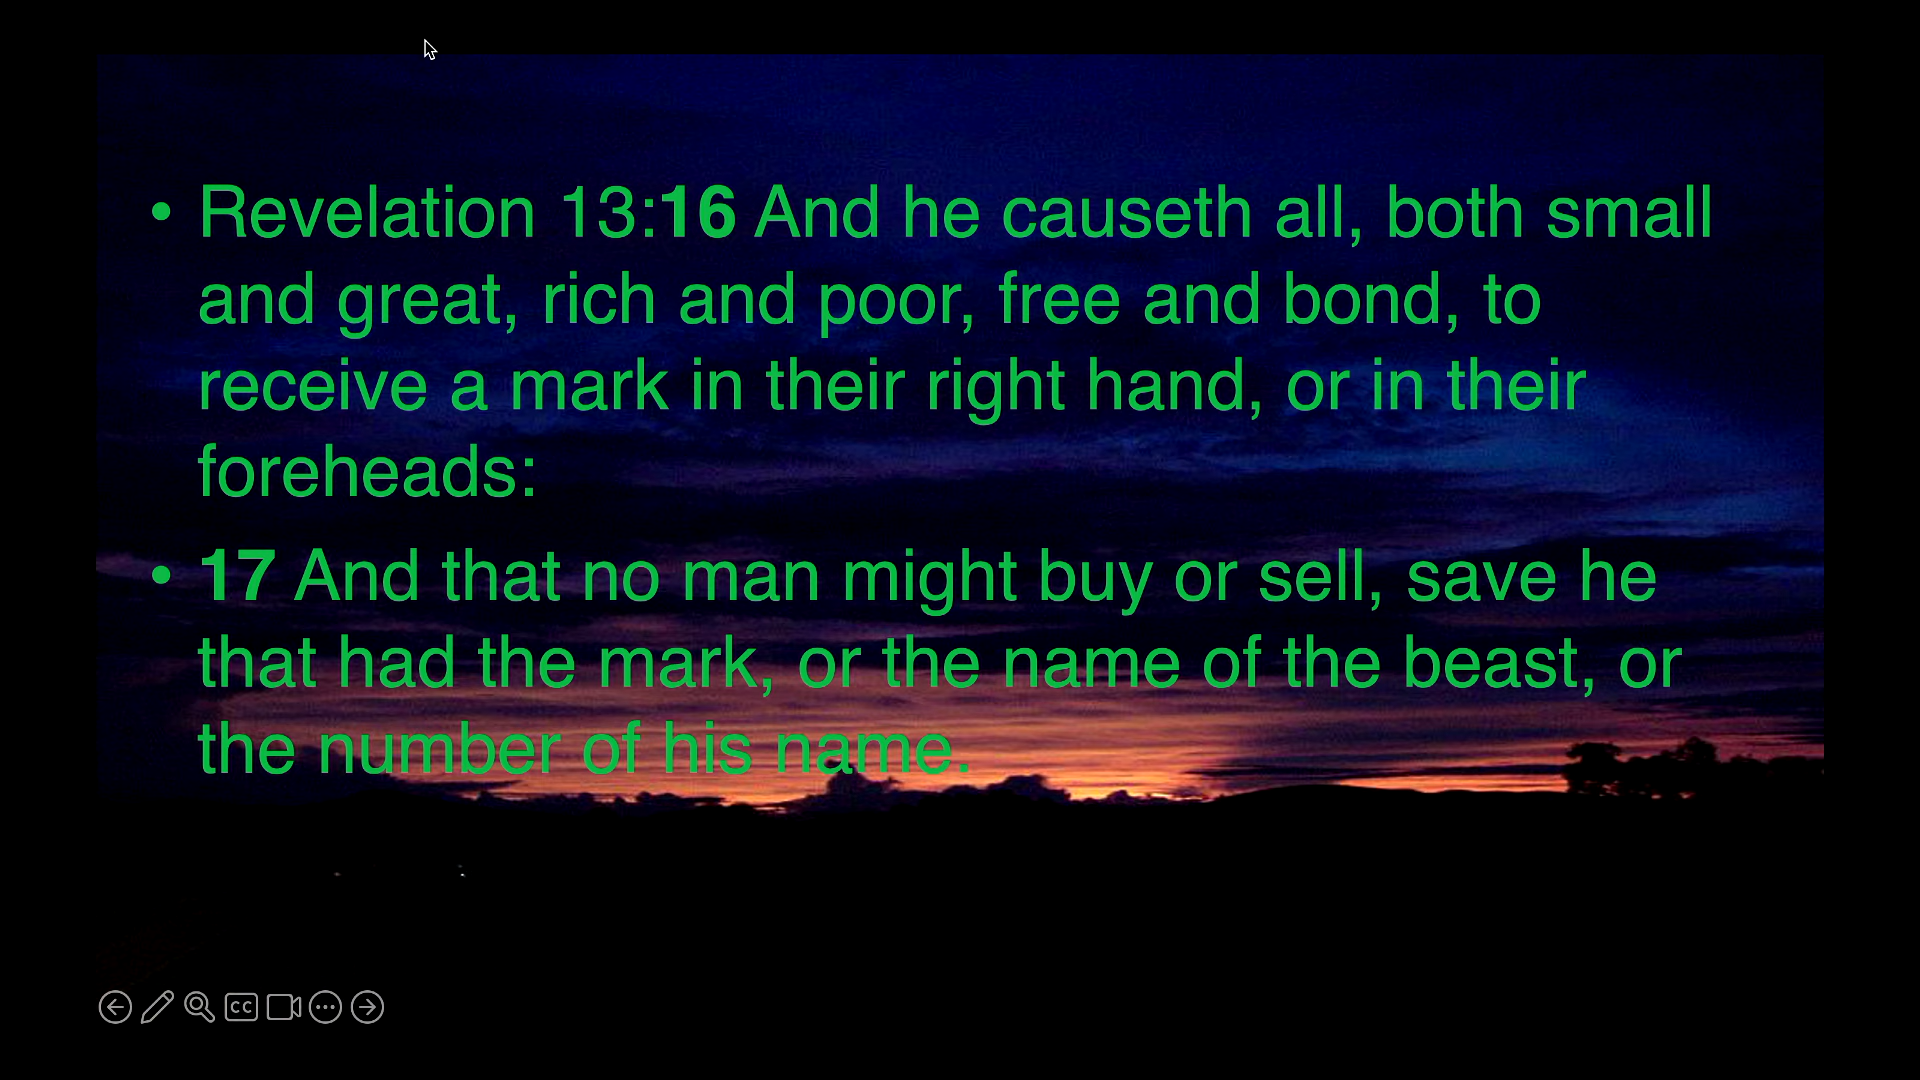 • Revelation 13:16 And he causeth all, both small
and great, rich and poor, free and bond, to
receive a mark in their right hand, or in their
foreheads:
• 17 And that no man might buy or sell, save he
that had the mark, or the name of the beast, or
the number of his name.
CC